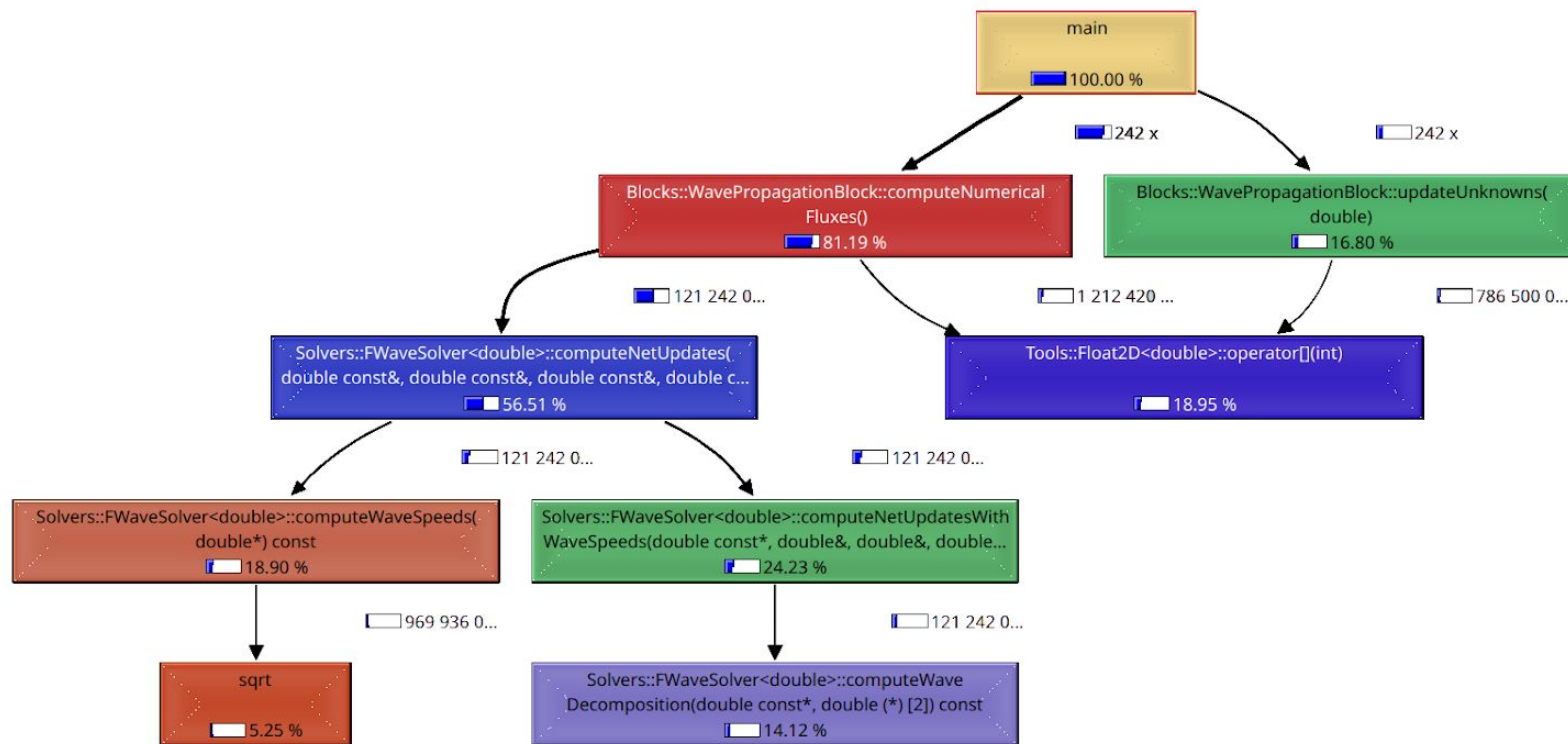 main
100.00 %
242 x
242 x
Blocks::WavePropagationBlock::computeNumerical
Fluxes()
81.19 %
Blocks::WavePropagationBlock::updateUnknowns(
double)
16.80 %
121 242 0...
1 212 420 ...
786 500 0...
Solvers::FWaveSolver<double>::computeNetUpdates(
double const&, double const&, double const&, double c...
56.51 %
Tools::Float2D<double>::operator[](int)
18.95 %
121 242 0...
121 242 0...
Solvers::FWaveSolver<double>::computeWaveSpeeds(
double*) const
18.90 %
Solvers::FWaveSolver<double>::computeNetUpdatesWith
WaveSpeeds(double const*, double&, double&, double...
24.23 %
969 936 0...
121 242 0...
sqrt
5.25 %
Solvers::FWaveSolver<double>::computeWave
Decomposition(double const*, double (*) [2]) const
14.12 %